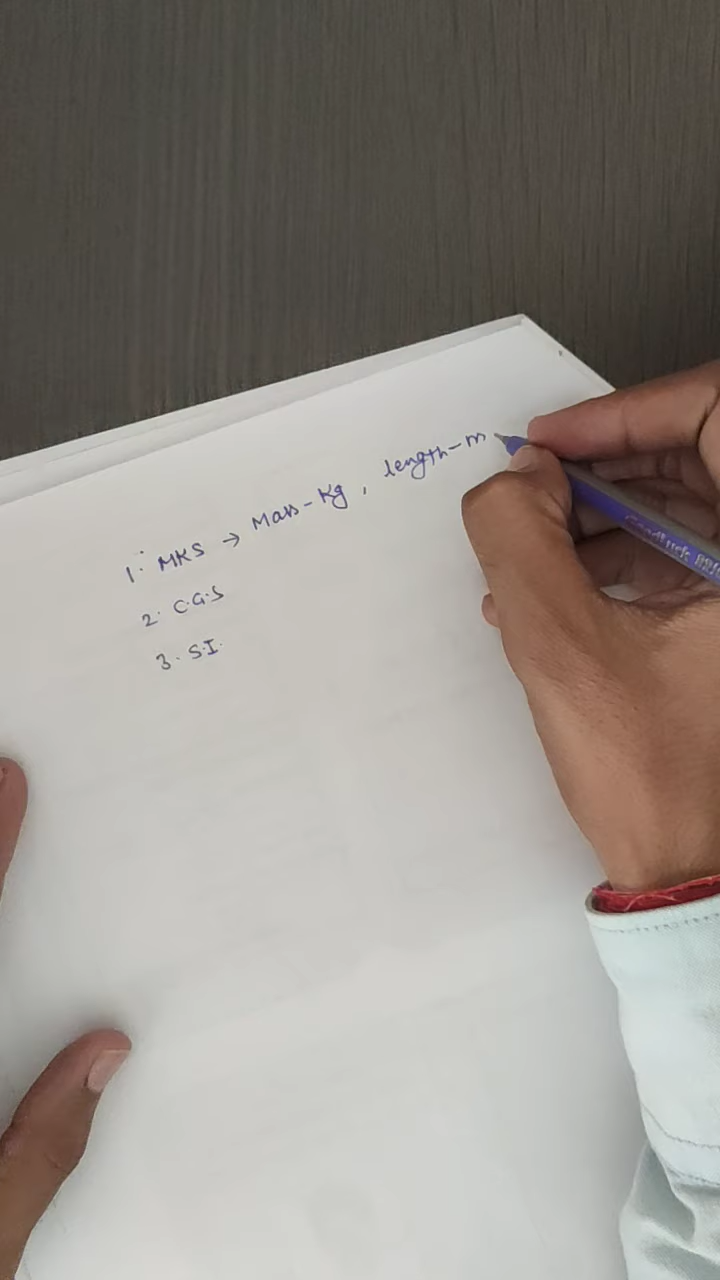 1. MKS → Mass-Kg, length-m
2. C.G.S
3. S.I.